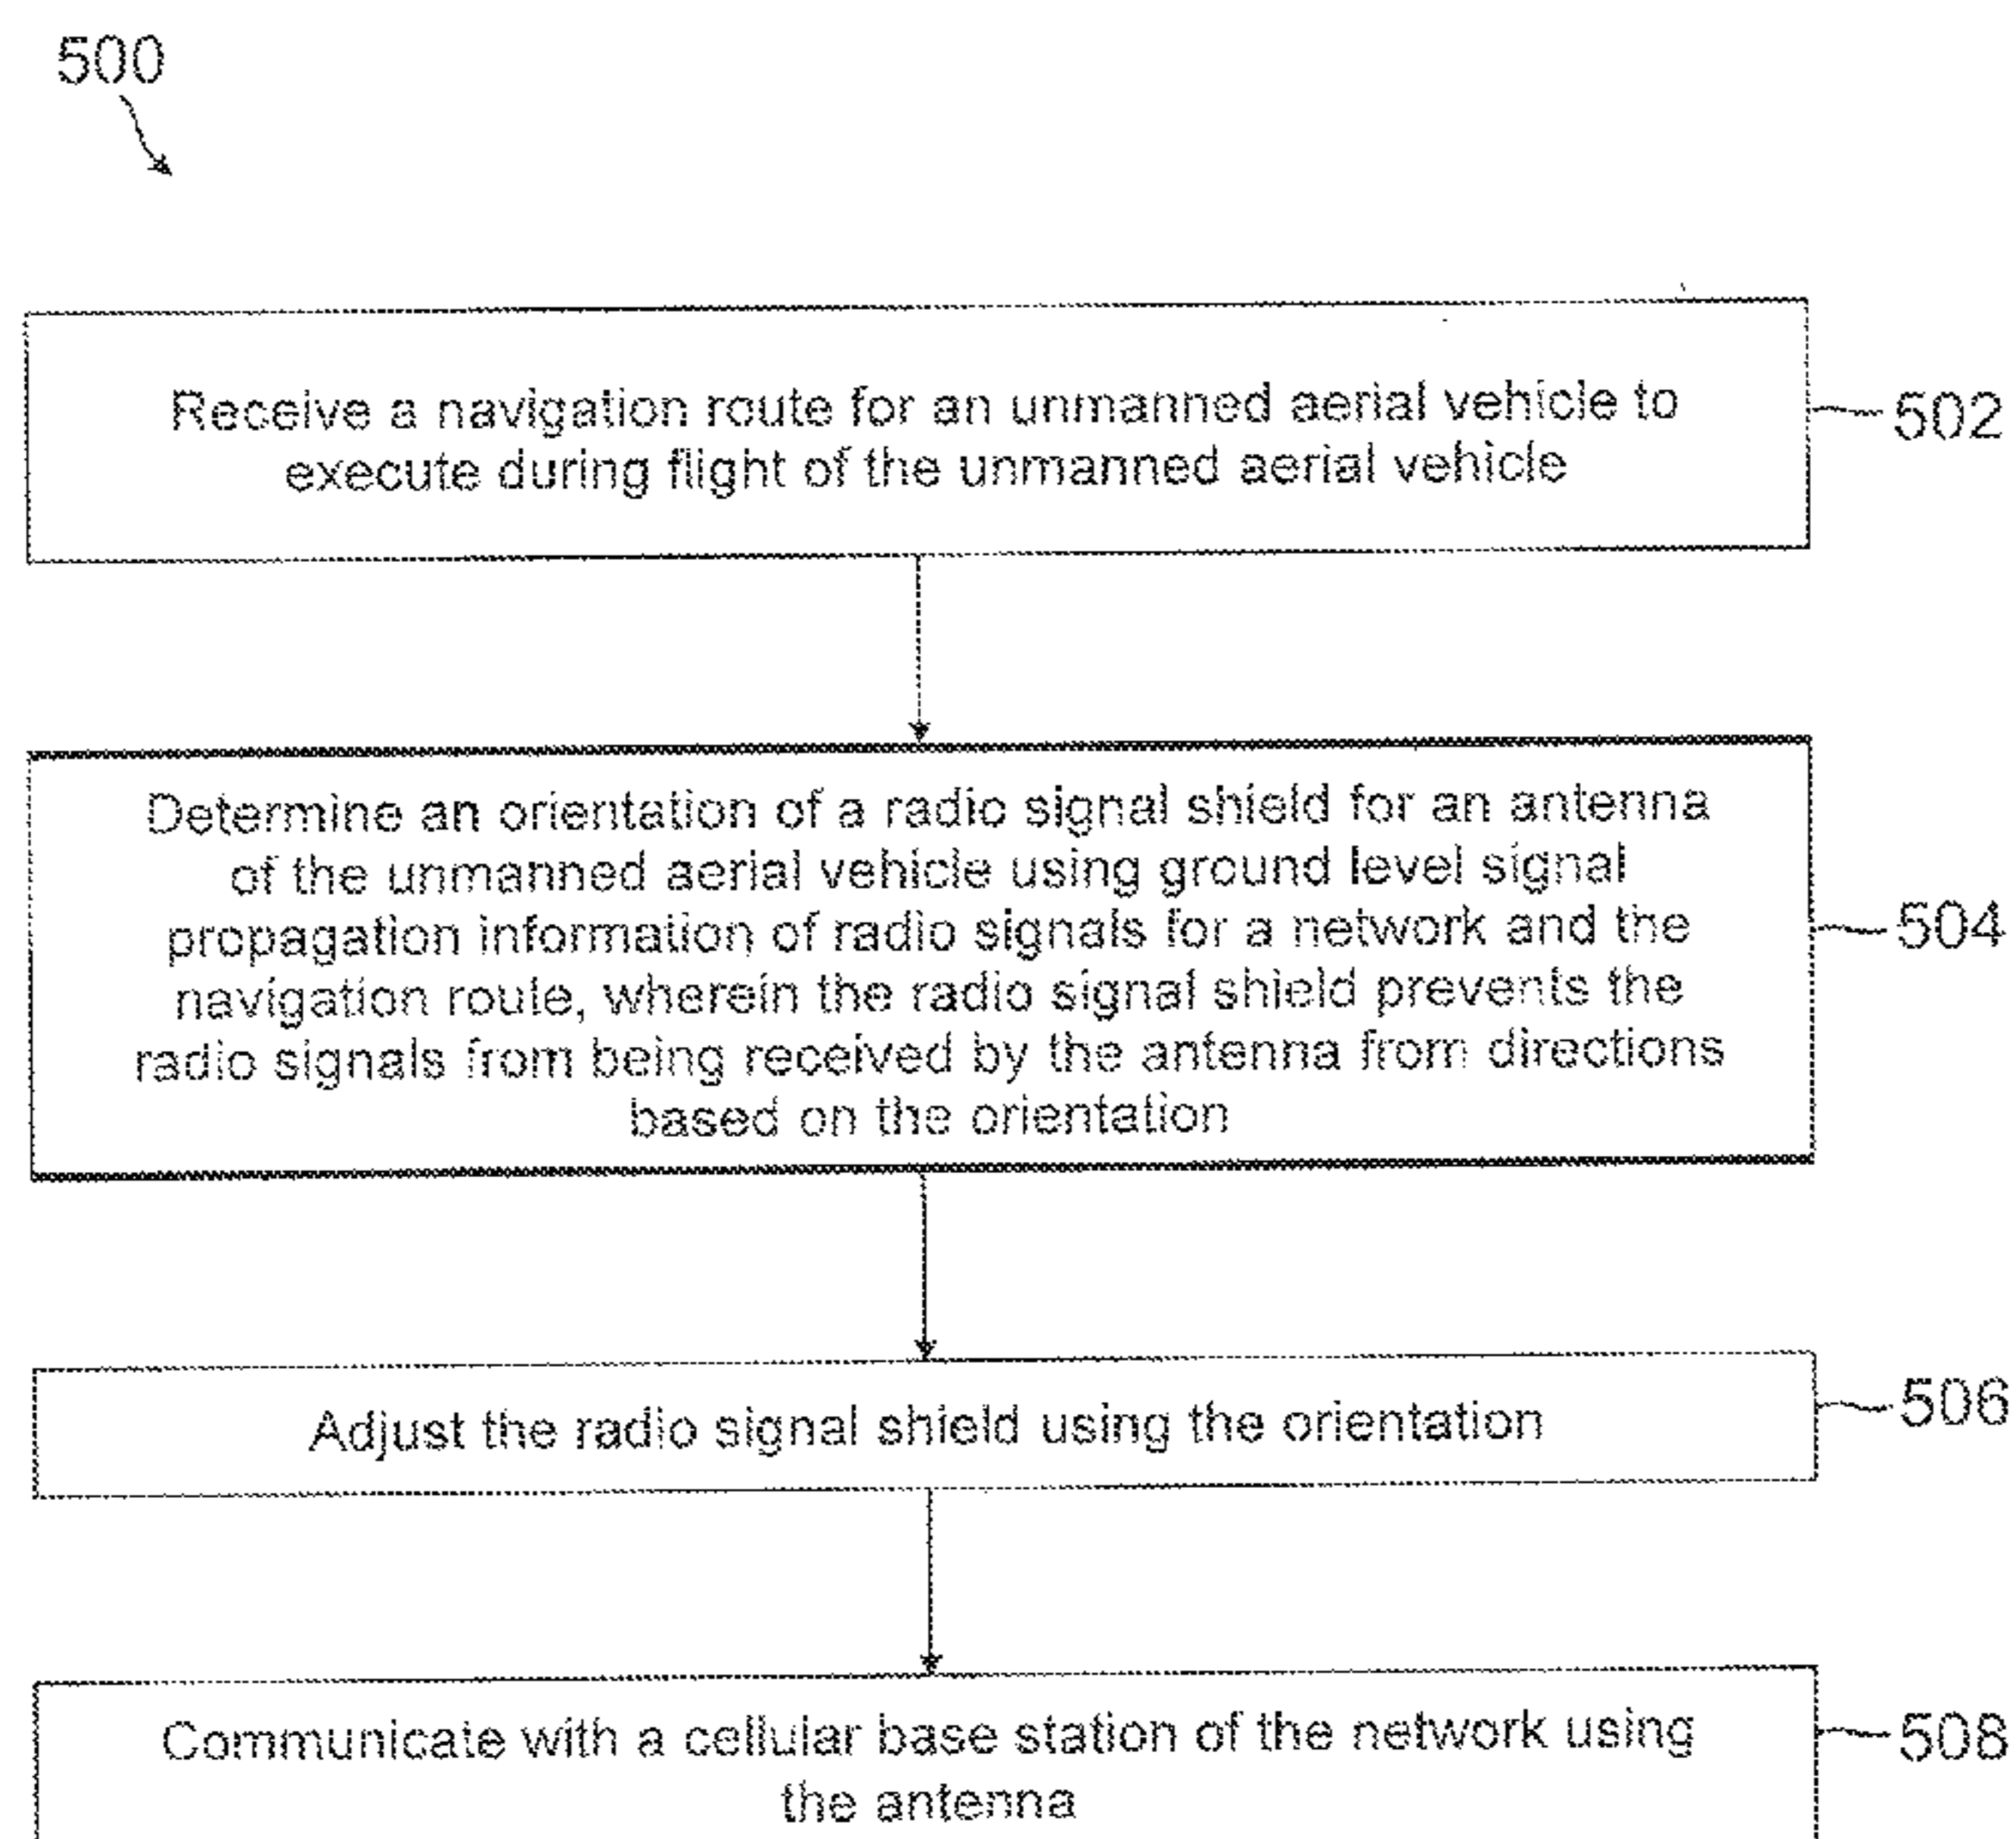 500
Receive a navigation route for an unmanned aerial vehicle to
execute during flight of the unmanned aerial vehicle
502
Determine an orientation of a radio signal shield for an antenna
of the unmanned aerial vehicle using ground level signal
propagation information of radio signals for a network and the
navigation route, wherein the radio signal shield prevents the
radio signals from being received by the antenna from directions
based on the orientation
504
Adjust the radio signal shield using the orientation
506
Communicate with a cellular base station of the network using
the antenna
508